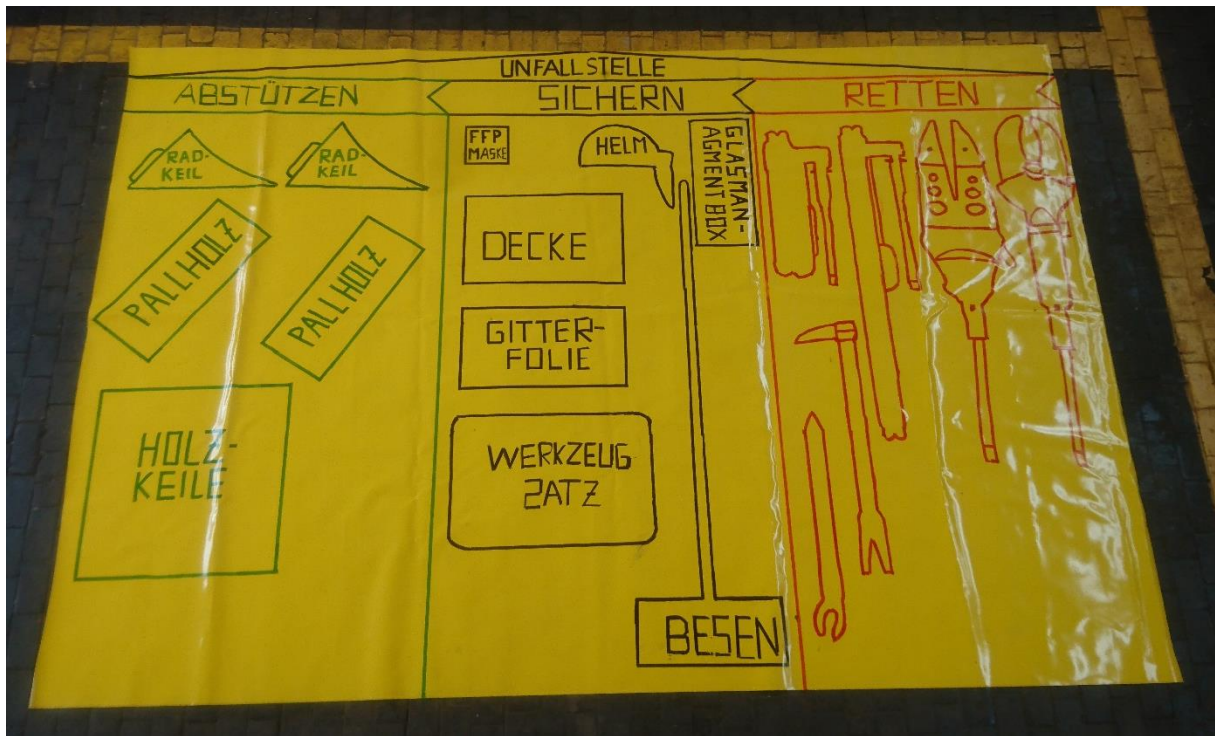 UNFALLSTELLE
ABSTÜTZEN
SICHERN
RETTEN
RAD-
KEIL
RAD-
KEIL
PALLHOLZ
PALLHOLZ
HOLZ-
KEILE
FFP
MASKE
HELM
GLASMAN-
AGMENT BOX
DECKE
GITTER-
FOLIE
WERKZEUG
SATZ
BESEN